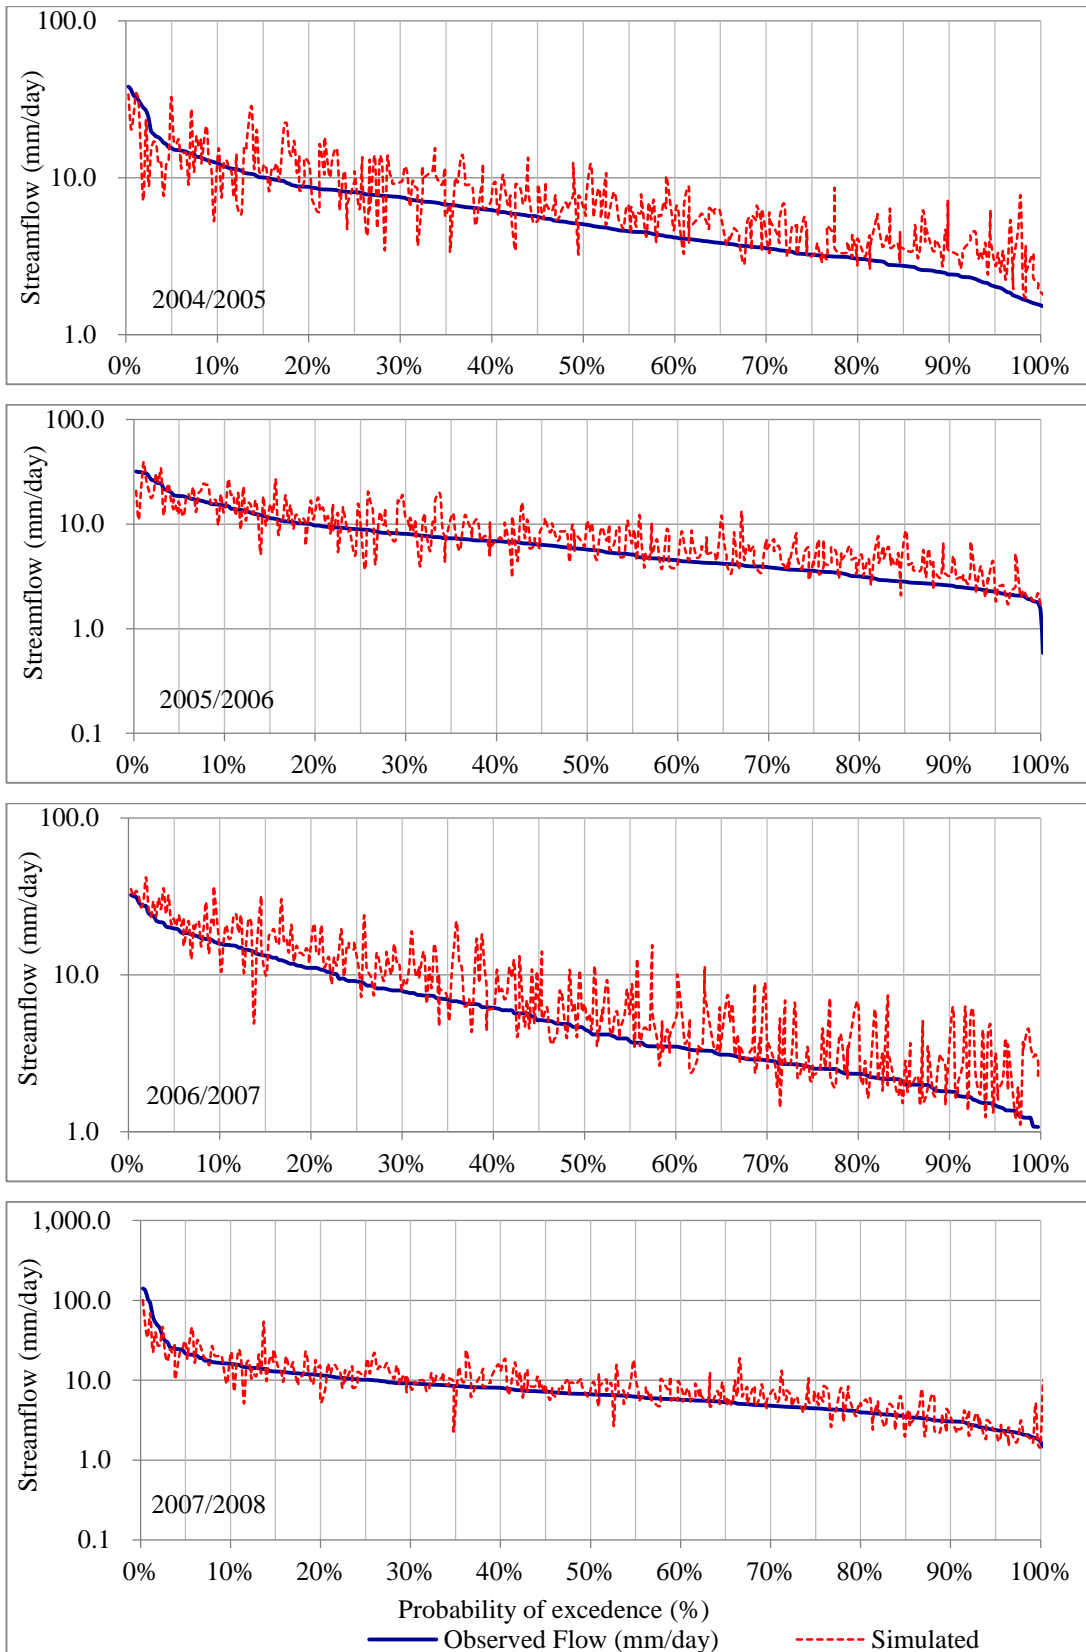 100.0
10.0
1.0
Streamflow (mm/day)
2004/2005
0% 10% 20% 30% 40% 50% 60% 70% 80% 90% 100%
100.0
10.0
1.0
0.1
Streamflow (mm/day)
2005/2006
0% 10% 20% 30% 40% 50% 60% 70% 80% 90% 100%
100.0
10.0
1.0
Streamflow (mm/day)
2006/2007
0% 10% 20% 30% 40% 50% 60% 70% 80% 90% 100%
1,000.0
100.0
10.0
1.0
0.1
Streamflow (mm/day)
2007/2008
0% 10% 20% 30% 40% 50% 60% 70% 80% 90% 100%
Probability of excedence (%)
Observed Flow (mm/day) Simulated